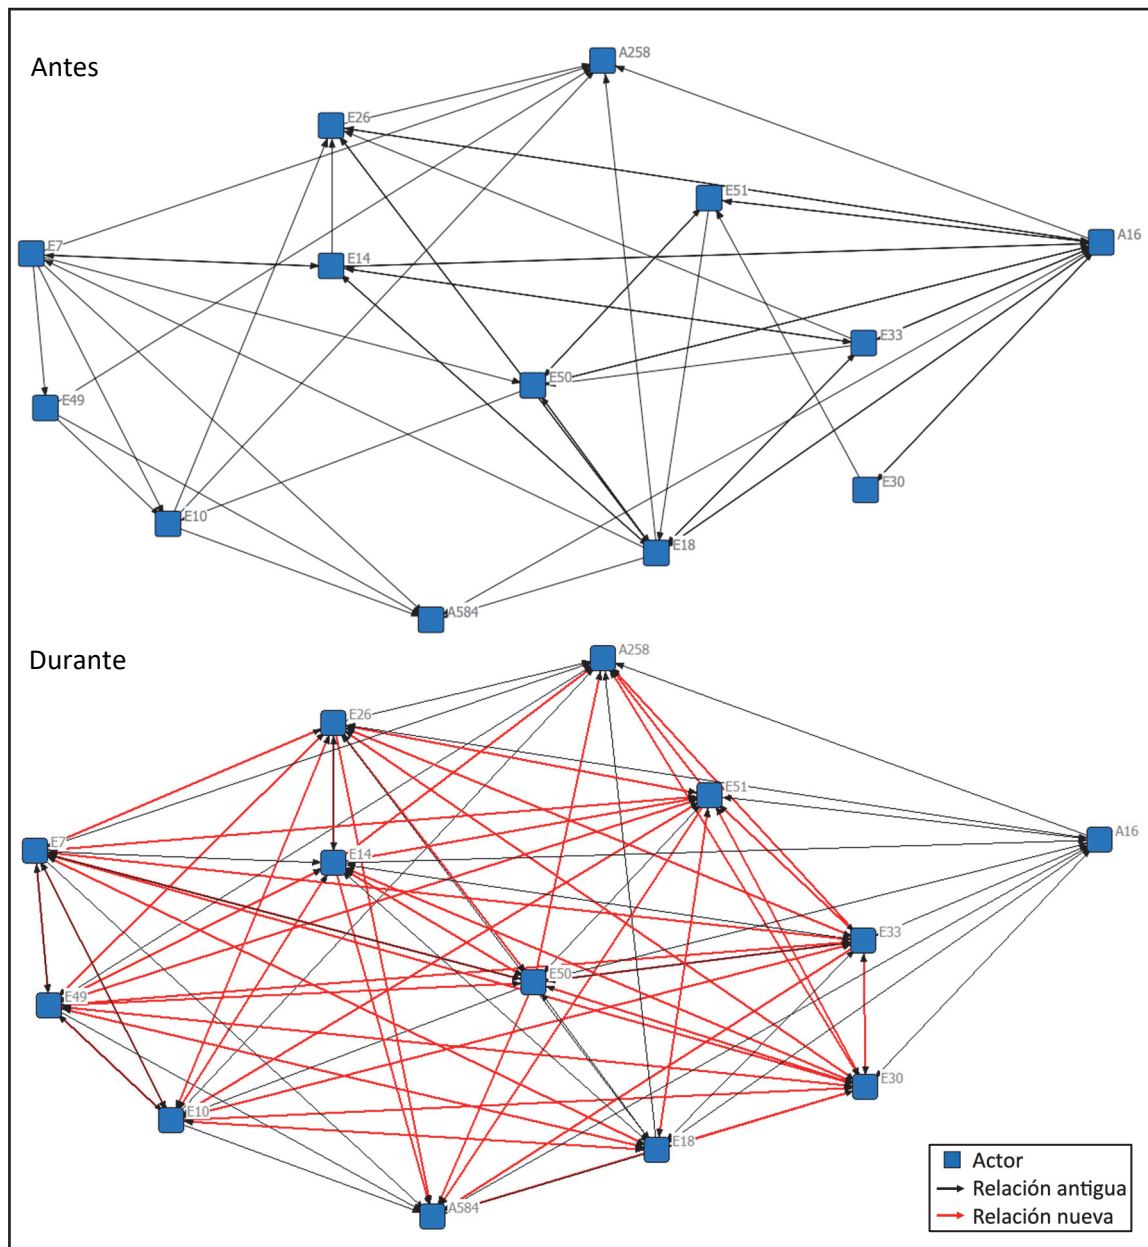 Antes
A258
E26
E51
E7
E14
A16
E33
E50
E49
E30
E10
E18
A584
Durante
A258
E26
E51
E7
A16
E14
E33
E50
E49
E30
E10
E18
A584
Actor
Relación antigua
Relación nueva